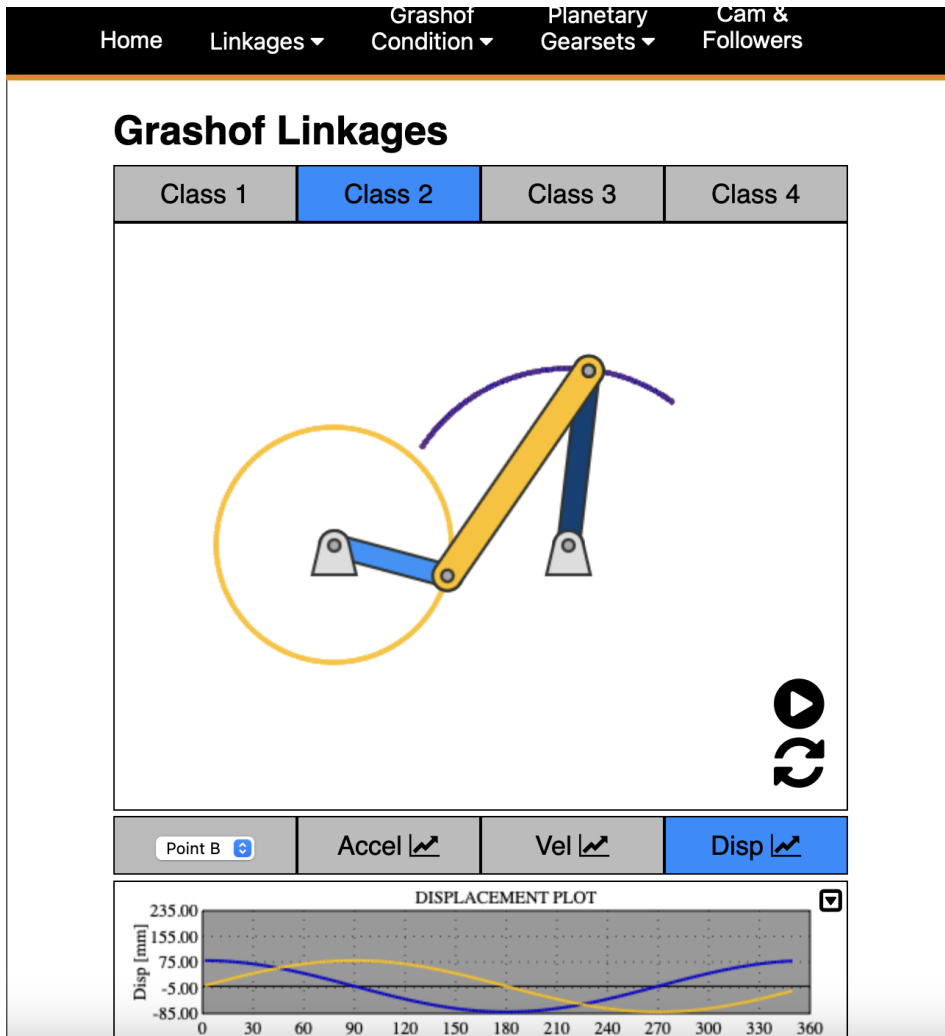 Home Linkages Grashof Condition Planetary Gearsets Cam & Followers
Grashof Linkages
Class 1 Class 2 Class 3 Class 4
Point B Accel Vel Disp
DISPLACEMENT PLOT
Disp [mm]
235.00
155.00
75.00
-5.00
-85.00
0 30 60 90 120 150 180 210 240 270 300 330 360